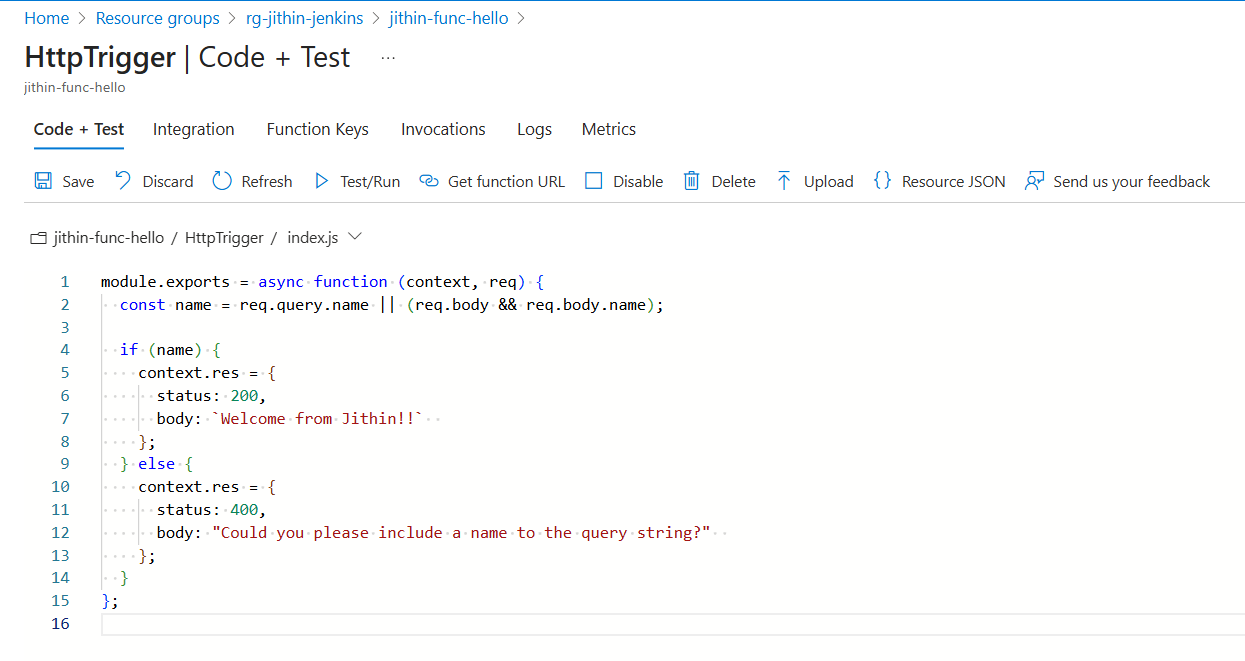 Home > Resource groups > rg-jithin-jenkins > jithin-func-hello >
HttpTrigger | Code + Test ...
jithin-func-hello
Code + Test Integration Function Keys Invocations Logs Metrics
Save Discard Refresh Test/Run Get function URL Disable Delete Upload {} Resource JSON Send us your feedback
jithin-func-hello / HttpTrigger / index.js
1 module.exports = async function (context, req) {
2   const name = req.query.name || (req.body && req.body.name);
3
4   if (name) {
5     context.res = {
6       status: 200,
7       body: `Welcome from Jithin!!`
8     };
9   } else {
10     context.res = {
11       status: 400,
12       body: "Could you please include a name to the query string?"
13     };
14   }
15 };
16